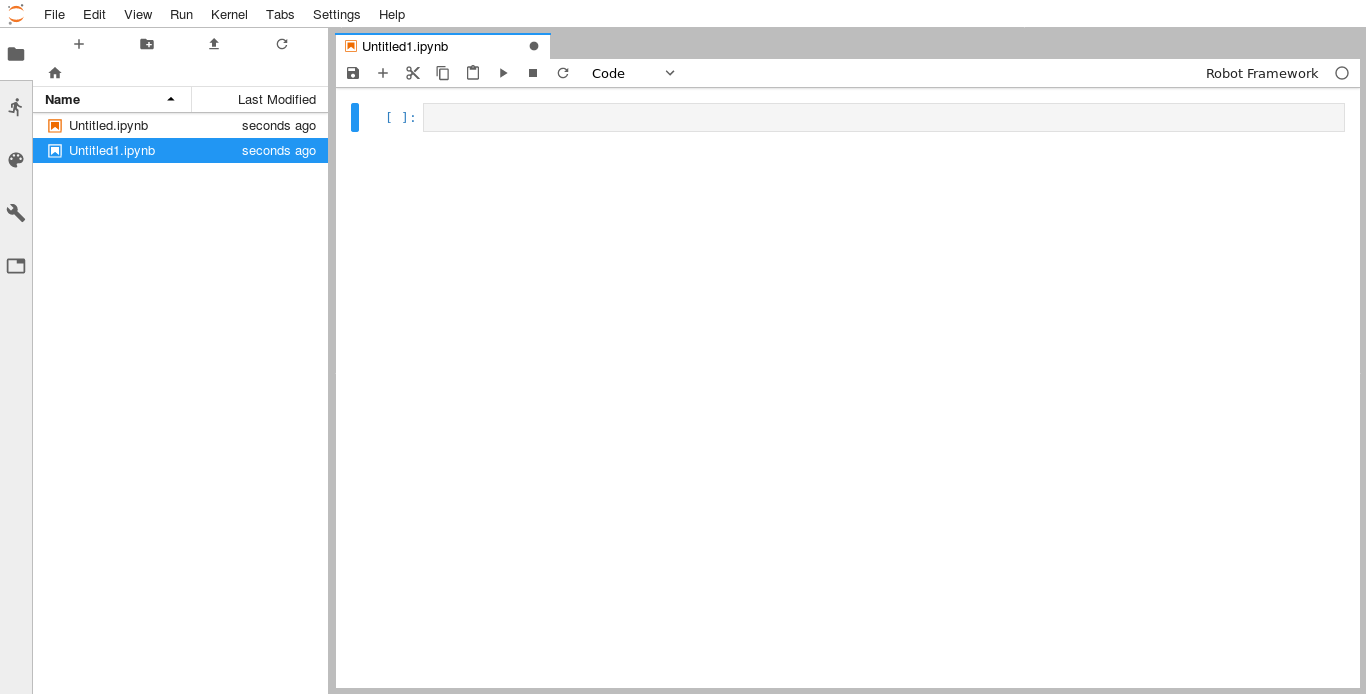 File Edit View Run Kernel Tabs Settings Help
Name Last Modified
Untitled.ipynb seconds ago
Untitled1.ipynb seconds ago
Untitled1.ipynb
Code Robot Framework
[ ]: